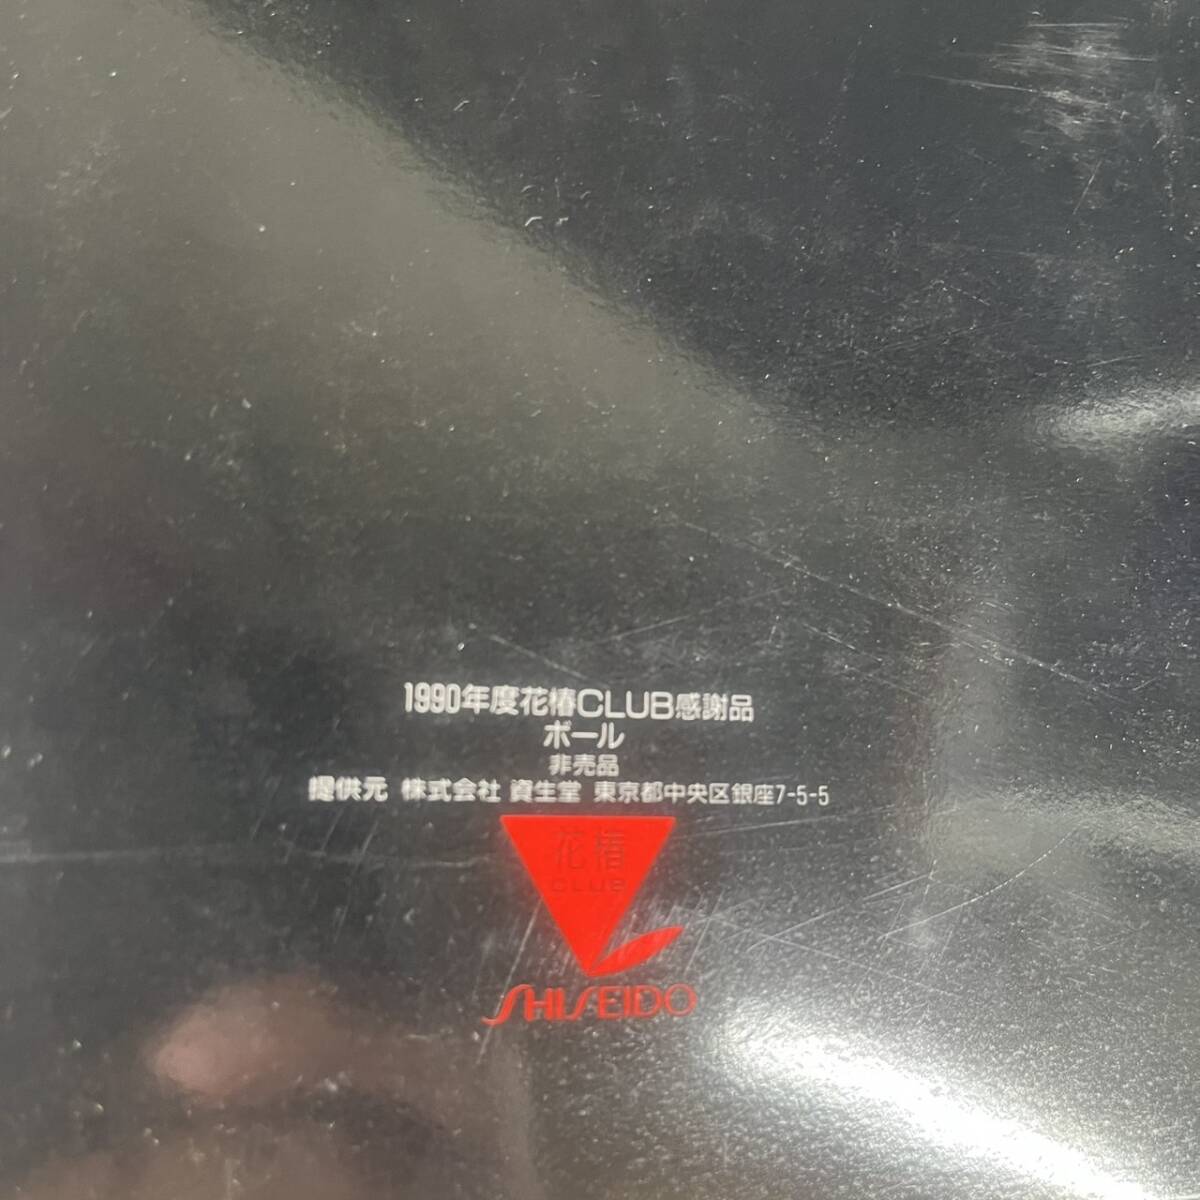 1990年度花椿CLUB感謝品
ボール
非売品
提供元 株式会社 資生堂 東京都中央区銀座7-5-5
花椿
CLUB
SHISEIDO